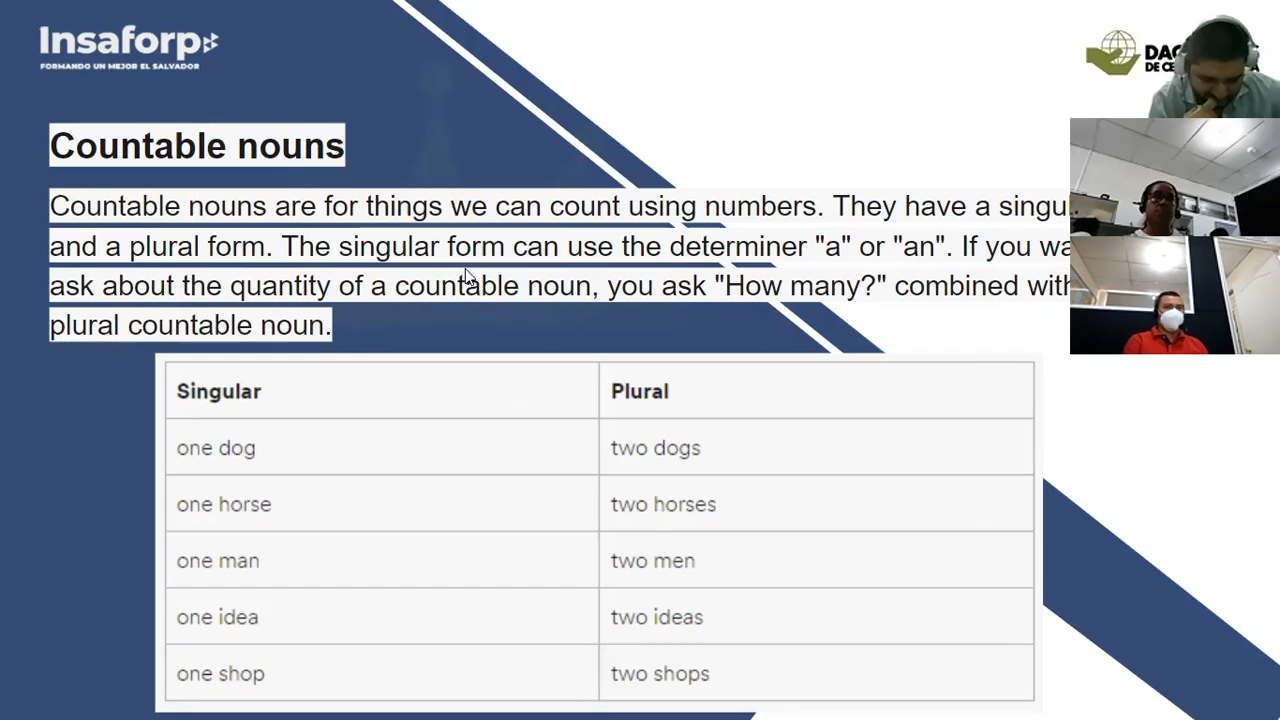 Insaforp
FORMANDO UN MEJOR EL SALVADOR
Countable nouns
Countable nouns are for things we can count using numbers. They have a
and a plural form. The singular form can use the determiner "a" or "an". If you
ask about the quantity of a countable noun, you ask "How many?" combined with
plural countable noun.
Singular Plural
one dog two dogs
one horse two horses
one man two men
one idea two ideas
one shop two shops